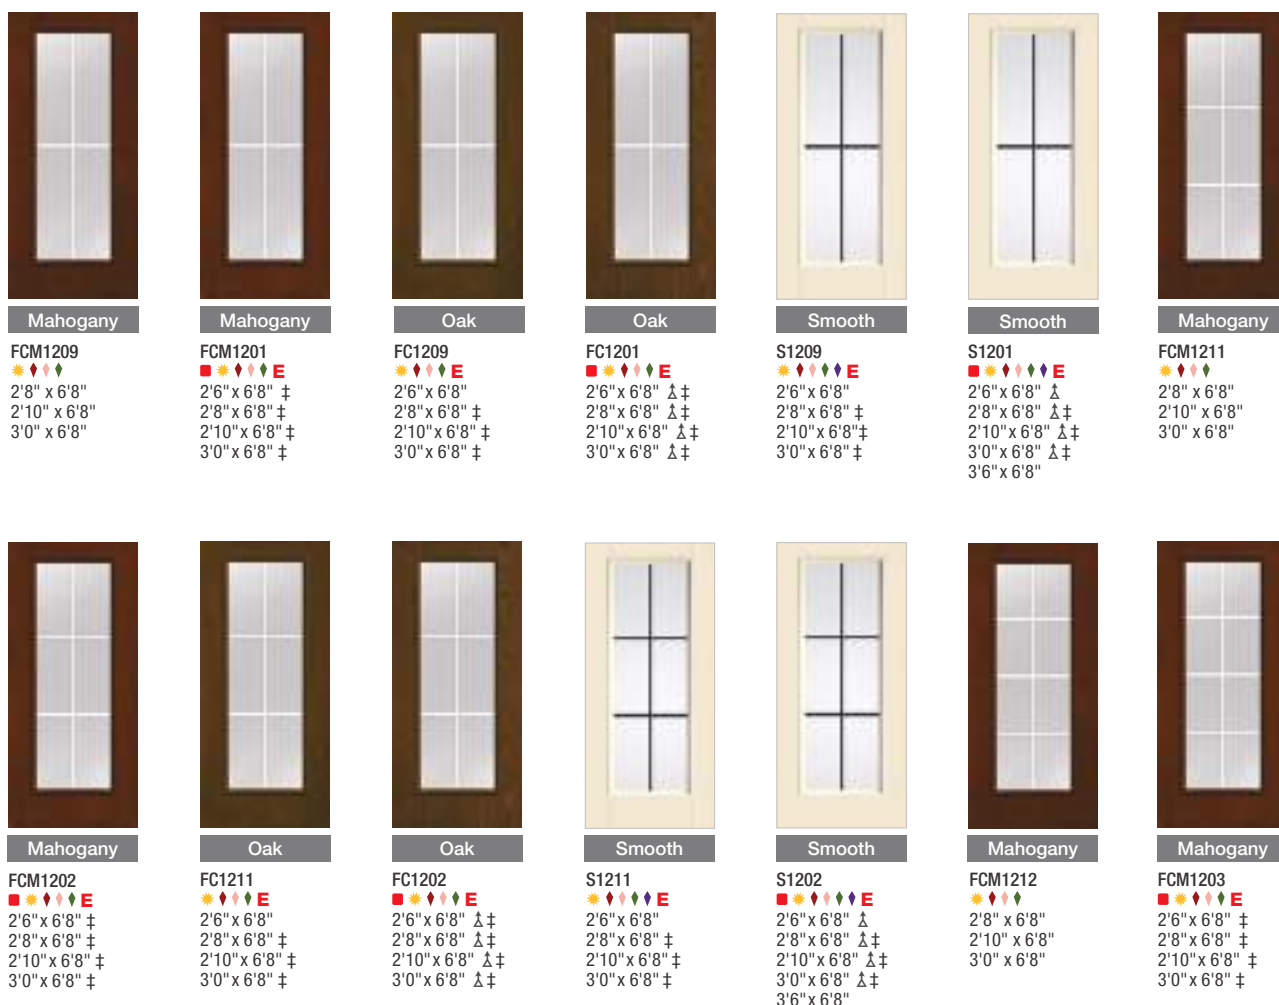 Mahogany
FCM1209
2'8" x 6'8"
2'10" x 6'8"
3'0" x 6'8"
Mahogany
FCM1201
E
2'6"x 6'8" ‡
2'8"x 6'8" ‡
2'10"x 6'8" ‡
3'0"x 6'8" ‡
Oak
FC1209
E
2'6"x 6'8"
2'8"x 6'8" ‡
2'10"x 6'8" ‡
3'0"x 6'8" ‡
Oak
FC1201
E
2'6"x 6'8" ‡
2'8"x 6'8" ‡
2'10"x 6'8" ‡
3'0"x 6'8" ‡
Smooth
S1209
E
2'6"x 6'8"
2'8"x 6'8" ‡
2'10"x 6'8"‡
3'0"x 6'8" ‡
Smooth
S1201
E
2'6"x 6'8"
2'8"x 6'8" ‡
2'10"x 6'8" ‡
3'0"x 6'8" ‡
3'6"x 6'8"
Mahogany
FCM1211
2'8" x 6'8"
2'10" x 6'8"
3'0" x 6'8"
Mahogany
FCM1202
E
2'6"x 6'8" ‡
2'8"x 6'8" ‡
2'10"x 6'8" ‡
3'0"x 6'8" ‡
Oak
FC1211
E
2'6"x 6'8"
2'8"x 6'8" ‡
2'10"x 6'8" ‡
3'0"x 6'8" ‡
Oak
FC1202
E
2'6"x 6'8" ‡
2'8"x 6'8" ‡
2'10"x 6'8" ‡
3'0"x 6'8" ‡
Smooth
S1211
E
2'6"x 6'8"
2'8"x 6'8" ‡
2'10"x 6'8" ‡
3'0"x 6'8" ‡
Smooth
S1202
E
2'6"x 6'8"
2'8"x 6'8" ‡
2'10"x 6'8" ‡
3'0"x 6'8" ‡
3'6"x 6'8"
Mahogany
FCM1212
2'8" x 6'8"
2'10" x 6'8"
3'0" x 6'8"
Mahogany
FCM1203
E
2'6"x 6'8" ‡
2'8"x 6'8" ‡
2'10"x 6'8" ‡
3'0"x 6'8" ‡